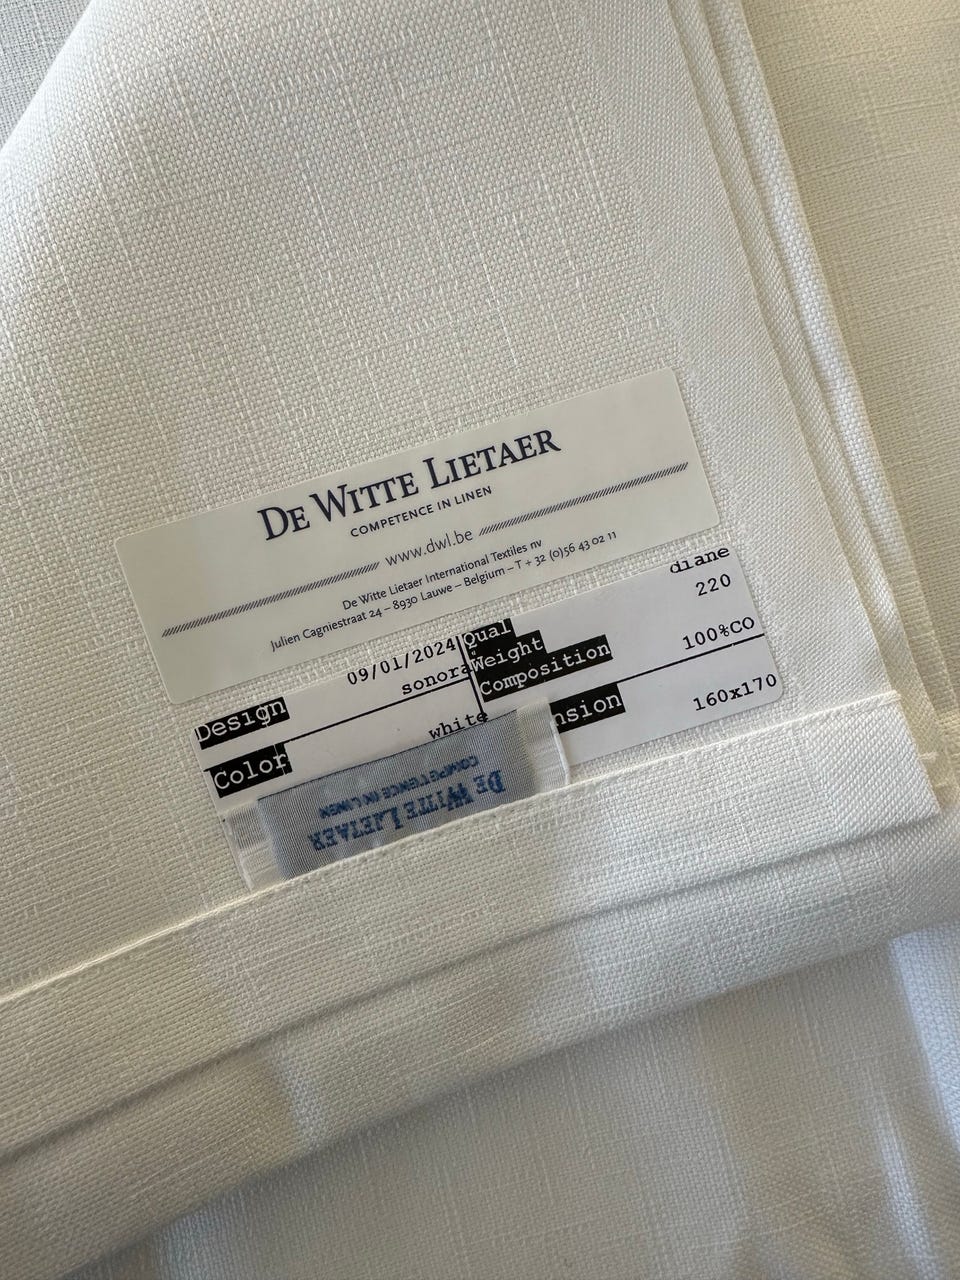 DE WITTE LIETAER
COMPETENCE IN LINEN
www.dwl.be
De Witte Lietaer International Textiles nv
Julien Cagniestraat 24 – 8930 Lauwe – Belgium – T + 32 (0)56 43 02 11
09/01/2024
Design sonora
Color white
Qual diane
Weight 220
Composition 100%CO
nsion 160x170
DE WITTE LIETAER
COMPETENCE IN LINEN